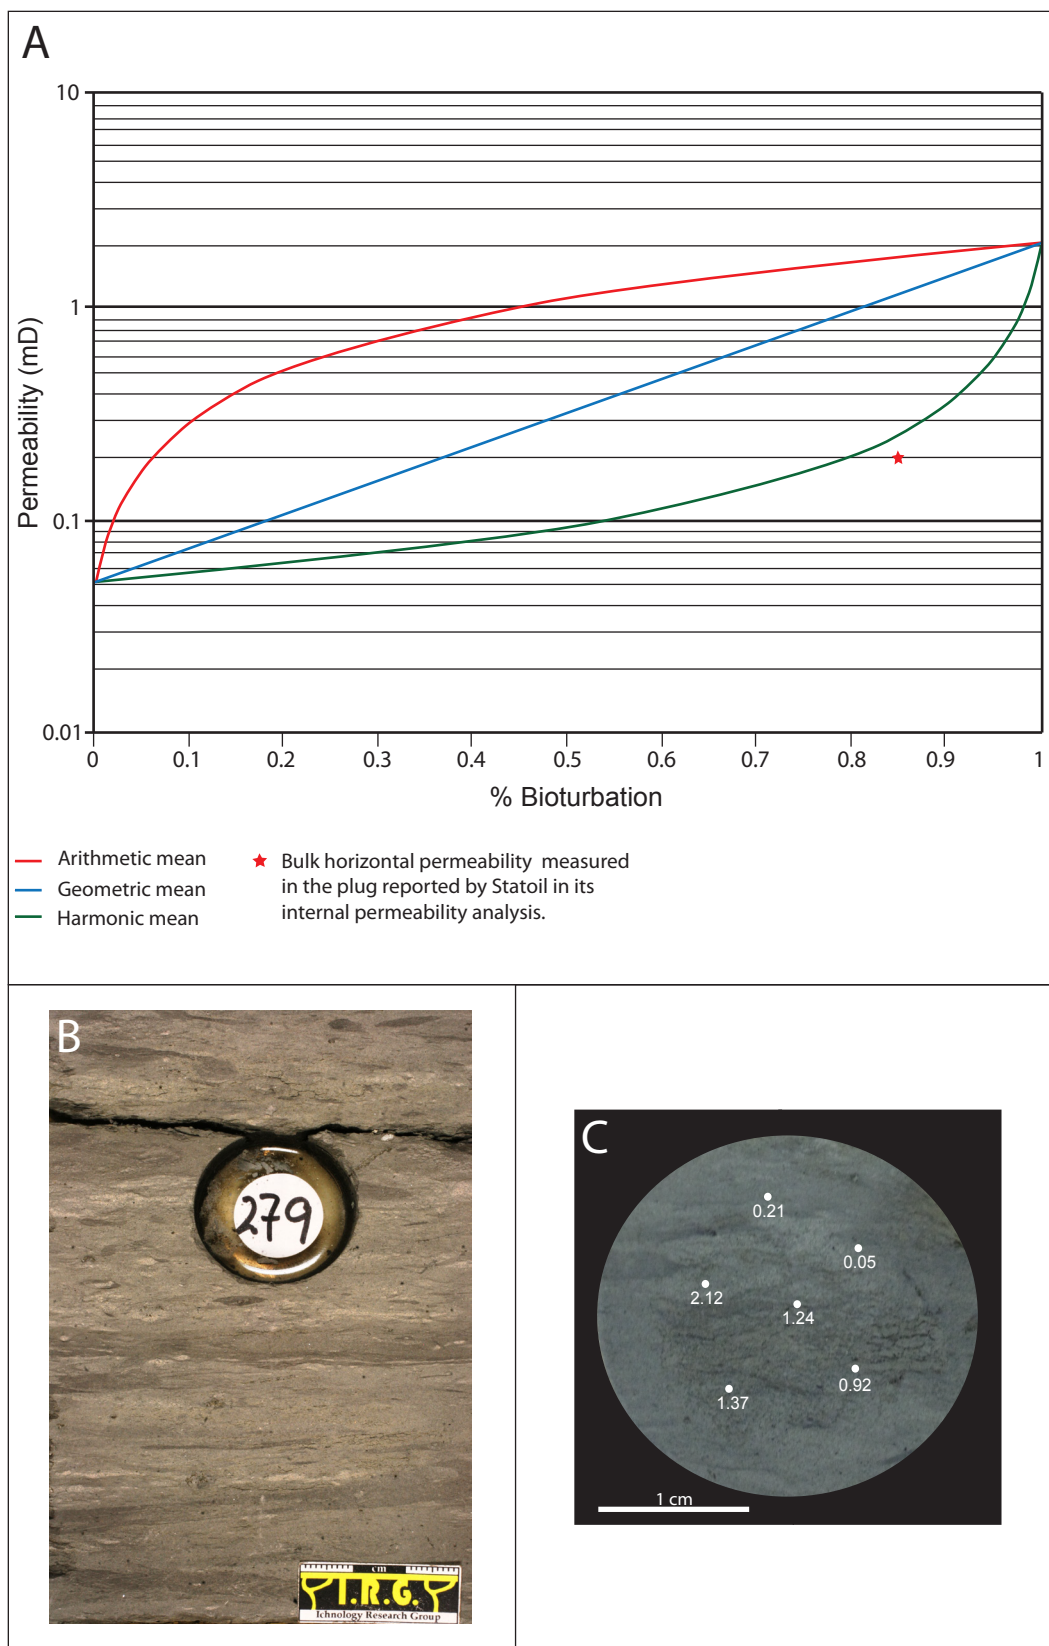 A
10
1
0.1
0.01
Permeability (mD)
0 0.1 0.2 0.3 0.4 0.5 0.6 0.7 0.8 0.9 1
% Bioturbation
Arithmetic mean
Geometric mean
Harmonic mean
Bulk horizontal permeability measured
in the plug reported by Statoil in its
internal permeability analysis.
B
279
cm
I.R.G.
Ichnology Research Group
C
0.21
0.05
2.12
1.24
0.92
1.37
1 cm